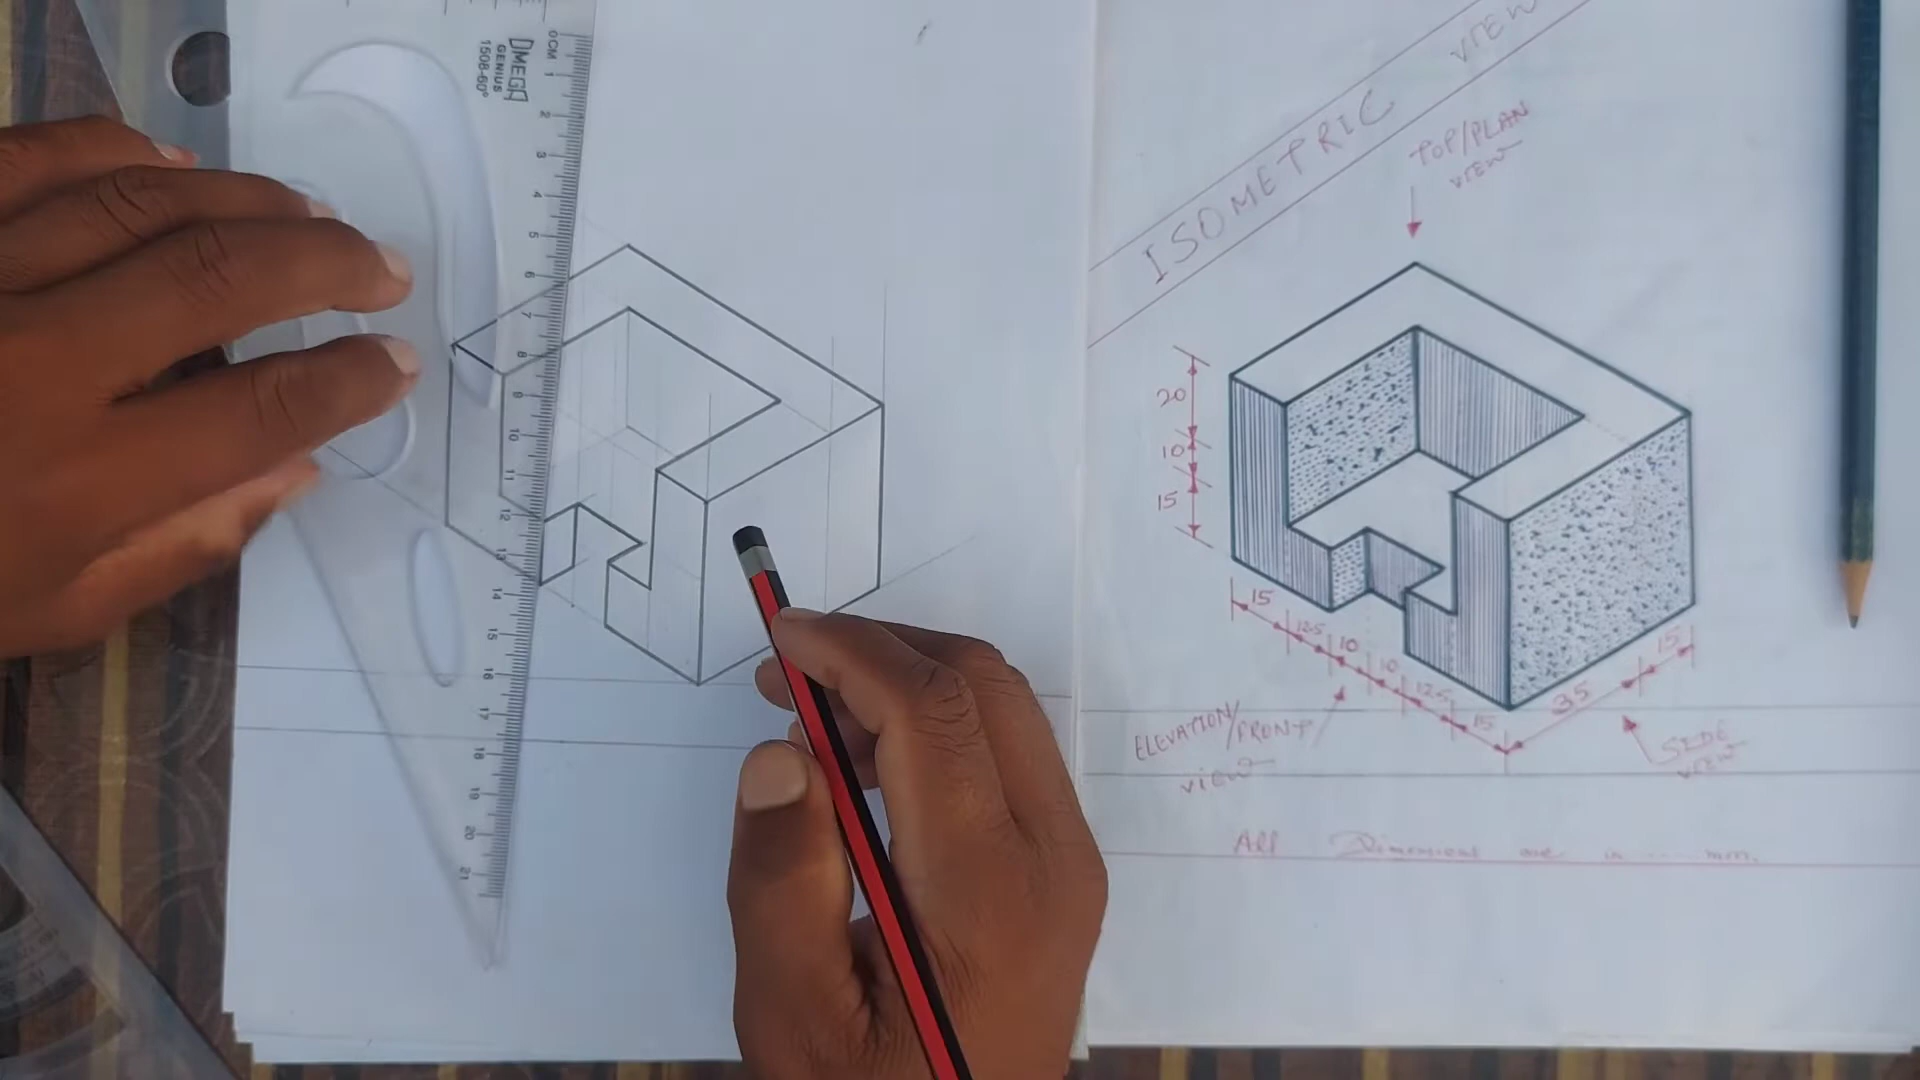 OMEGA
GENIUS
1508-60°
0CM 1 2 3 4 5 6 7 8 9 10 11 12 13 14 15 16 17 18 19 20 21
ISOMETRIC VIEW
TOP/PLAN
VIEW
20
10
15
15
12.5
10
10
12.5
15
35
15
ELEVATION/FRONT
VIEW
SIDE
VIEW
All Dimensions are in mm.